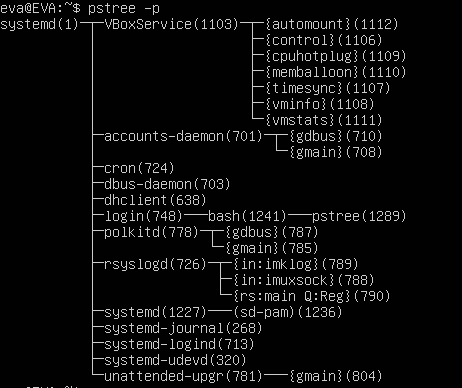 eva@EVA:~$ pstree -p
systemd(1)─┬─VBoxService(1103)─┬─{automount}(1112)
           │                   ├─{control}(1106)
           │                   ├─{cpuhotplug}(1109)
           │                   ├─{memballoon}(1110)
           │                   ├─{timesync}(1107)
           │                   ├─{vminfo}(1108)
           │                   └─{vmstats}(1111)
           ├─accounts-daemon(701)─┬─{gdbus}(710)
           │                      └─{gmain}(708)
           ├─cron(724)
           ├─dbus-daemon(703)
           ├─dhclient(638)
           ├─login(748)───bash(1241)───pstree(1289)
           ├─polkitd(778)─┬─{gdbus}(787)
           │              └─{gmain}(785)
           ├─rsyslogd(726)─┬─{in:imklog}(789)
           │               ├─{in:imuxsock}(788)
           │               └─{rs:main Q:Reg}(790)
           ├─systemd(1227)───(sd-pam)(1236)
           ├─systemd-journal(268)
           ├─systemd-logind(713)
           ├─systemd-udevd(320)
           └─unattended-upgr(781)───{gmain}(804)